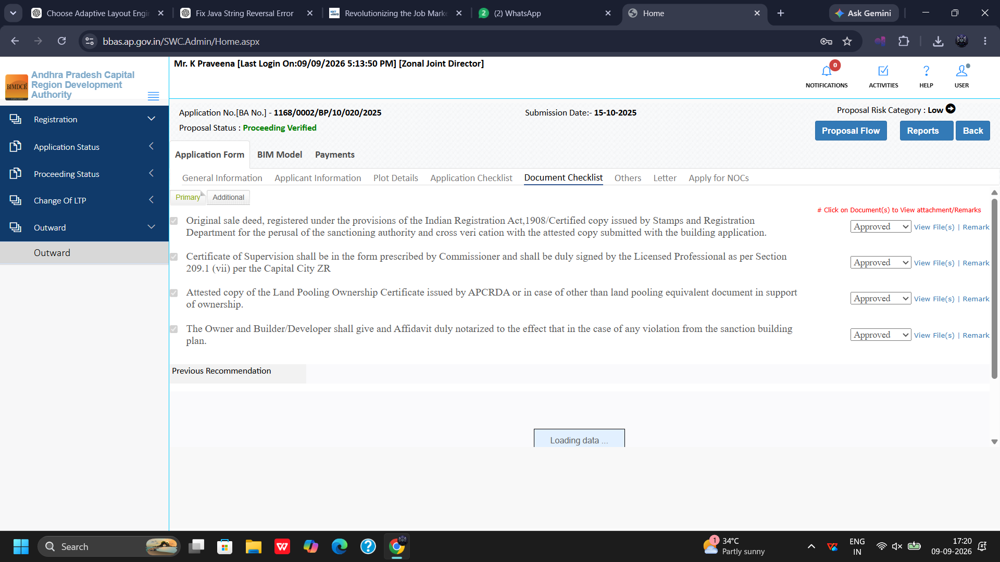 Choose Adaptive Layout Engin
Fix Java String Reversal Error
Revolutionizing the Job Marke
(2) WhatsApp
Home
Ask Gemini
bbas.ap.gov.in/SWC.Admin/Home.aspx
BIMDCR
Andhra Pradesh Capital
Region Development
Authority
Mr. K Praveena [Last Login On:09/09/2026 5:13:50 PM] [Zonal Joint Director]
0
NOTIFICATIONS
ACTIVITIES
HELP
USER
Registration
Application Status
Proceeding Status
Change Of LTP
Outward
Outward
Application No.[BA No.] - 1168/0002/BP/10/020/2025
Submission Date:- 15-10-2025
Proposal Risk Category : Low
Proposal Status : Proceeding Verified
Proposal Flow
Reports
Back
Application Form
BIM Model
Payments
General Information
Applicant Information
Plot Details
Application Checklist
Document Checklist
Others
Letter
Apply for NOCs
Primary
Additional
# Click on Document(s) to View attachment/Remarks
Original sale deed, registered under the provisions of the Indian Registration Act,1908/Certified copy issued by Stamps and Registration
Department for the perusal of the sanctioning authority and cross veri cation with the attested copy submitted with the building application.
Approved View File(s) | Remark
Certificate of Supervision shall be in the form prescribed by Commissioner and shall be duly signed by the Licensed Professional as per Section
209.1 (vii) per the Capital City ZR
Approved View File(s) | Remark
Attested copy of the Land Pooling Ownership Certificate issued by APCRDA or in case of other than land pooling equivalent document in support
of ownership.
Approved View File(s) | Remark
The Owner and Builder/Developer shall give and Affidavit duly notarized to the effect that in the case of any violation from the sanction building
plan.
Approved View File(s) | Remark
Previous Recommendation
Loading data ...
Search
1
34°C
Partly sunny
ENG
IN
17:20
09-09-2026